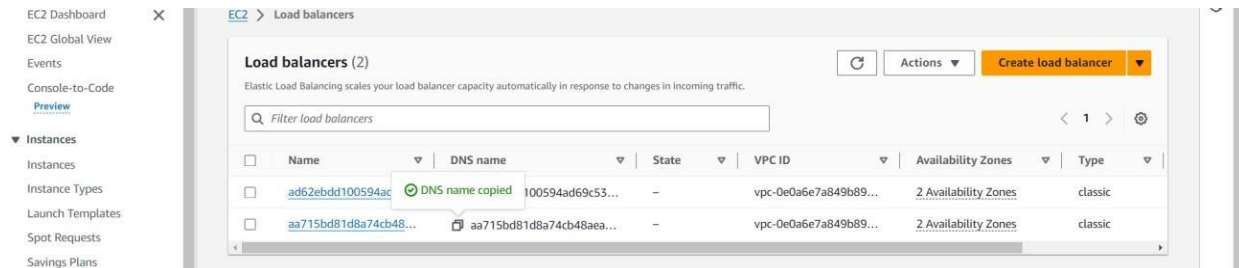 EC2 Dashboard
EC2 Global View
Events
Console-to-Code
Preview
Instances
Instances
Instance Types
Launch Templates
Spot Requests
Savings Plans
EC2 > Load balancers
Load balancers (2)
Actions
Create load balancer
Elastic Load Balancing scales your load balancer capacity automatically in response to changes in incoming traffic.
Filter load balancers
1
Name DNS name State VPC ID Availability Zones Type
DNS name copied
ad62ebdd100594ad 100594ad69c53... – vpc-0e0a6e7a849b89... 2 Availability Zones classic
aa715bd81d8a74cb48... aa715bd81d8a74cb48aea... – vpc-0e0a6e7a849b89... 2 Availability Zones classic